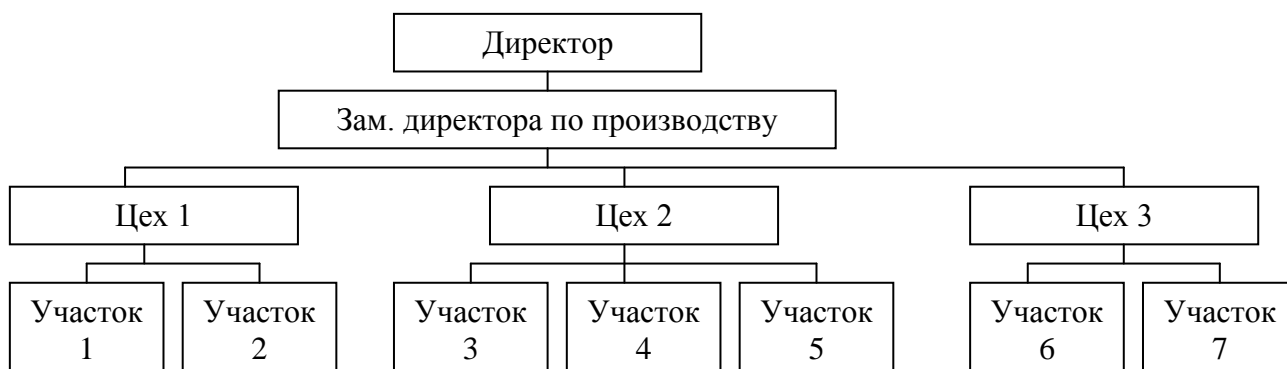 Директор
Зам. директора по производству
Цех 1
Цех 2
Цех 3
Участок
1
Участок
2
Участок
3
Участок
4
Участок
5
Участок
6
Участок
7